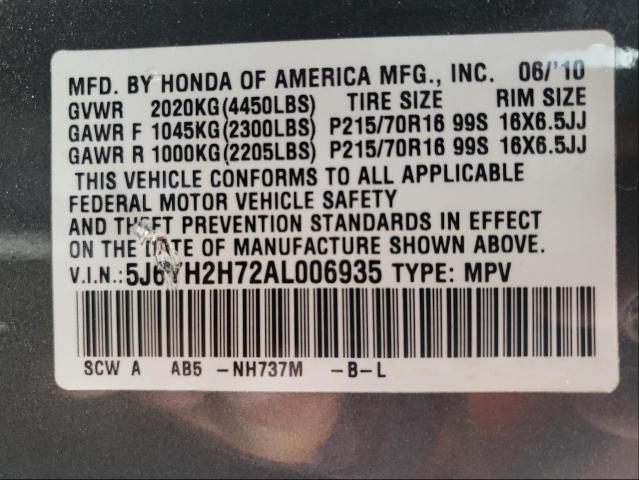 MFD. BY HONDA OF AMERICA MFG., INC. 06/'10
GVWR 2020KG(4450LBS) TIRE SIZE RIM SIZE
GAWR F 1045KG(2300LBS) P215/70R16 99S 16X6.5JJ
GAWR R 1000KG(2205LBS) P215/70R16 99S 16X6.5JJ
THIS VEHICLE CONFORMS TO ALL APPLICABLE
FEDERAL MOTOR VEHICLE SAFETY
AND THEFT PREVENTION STANDARDS IN EFFECT
ON THE DATE OF MANUFACTURE SHOWN ABOVE.
V.I.N.: TYPE: MPV
SCW A AB5 -NH737M -B-L